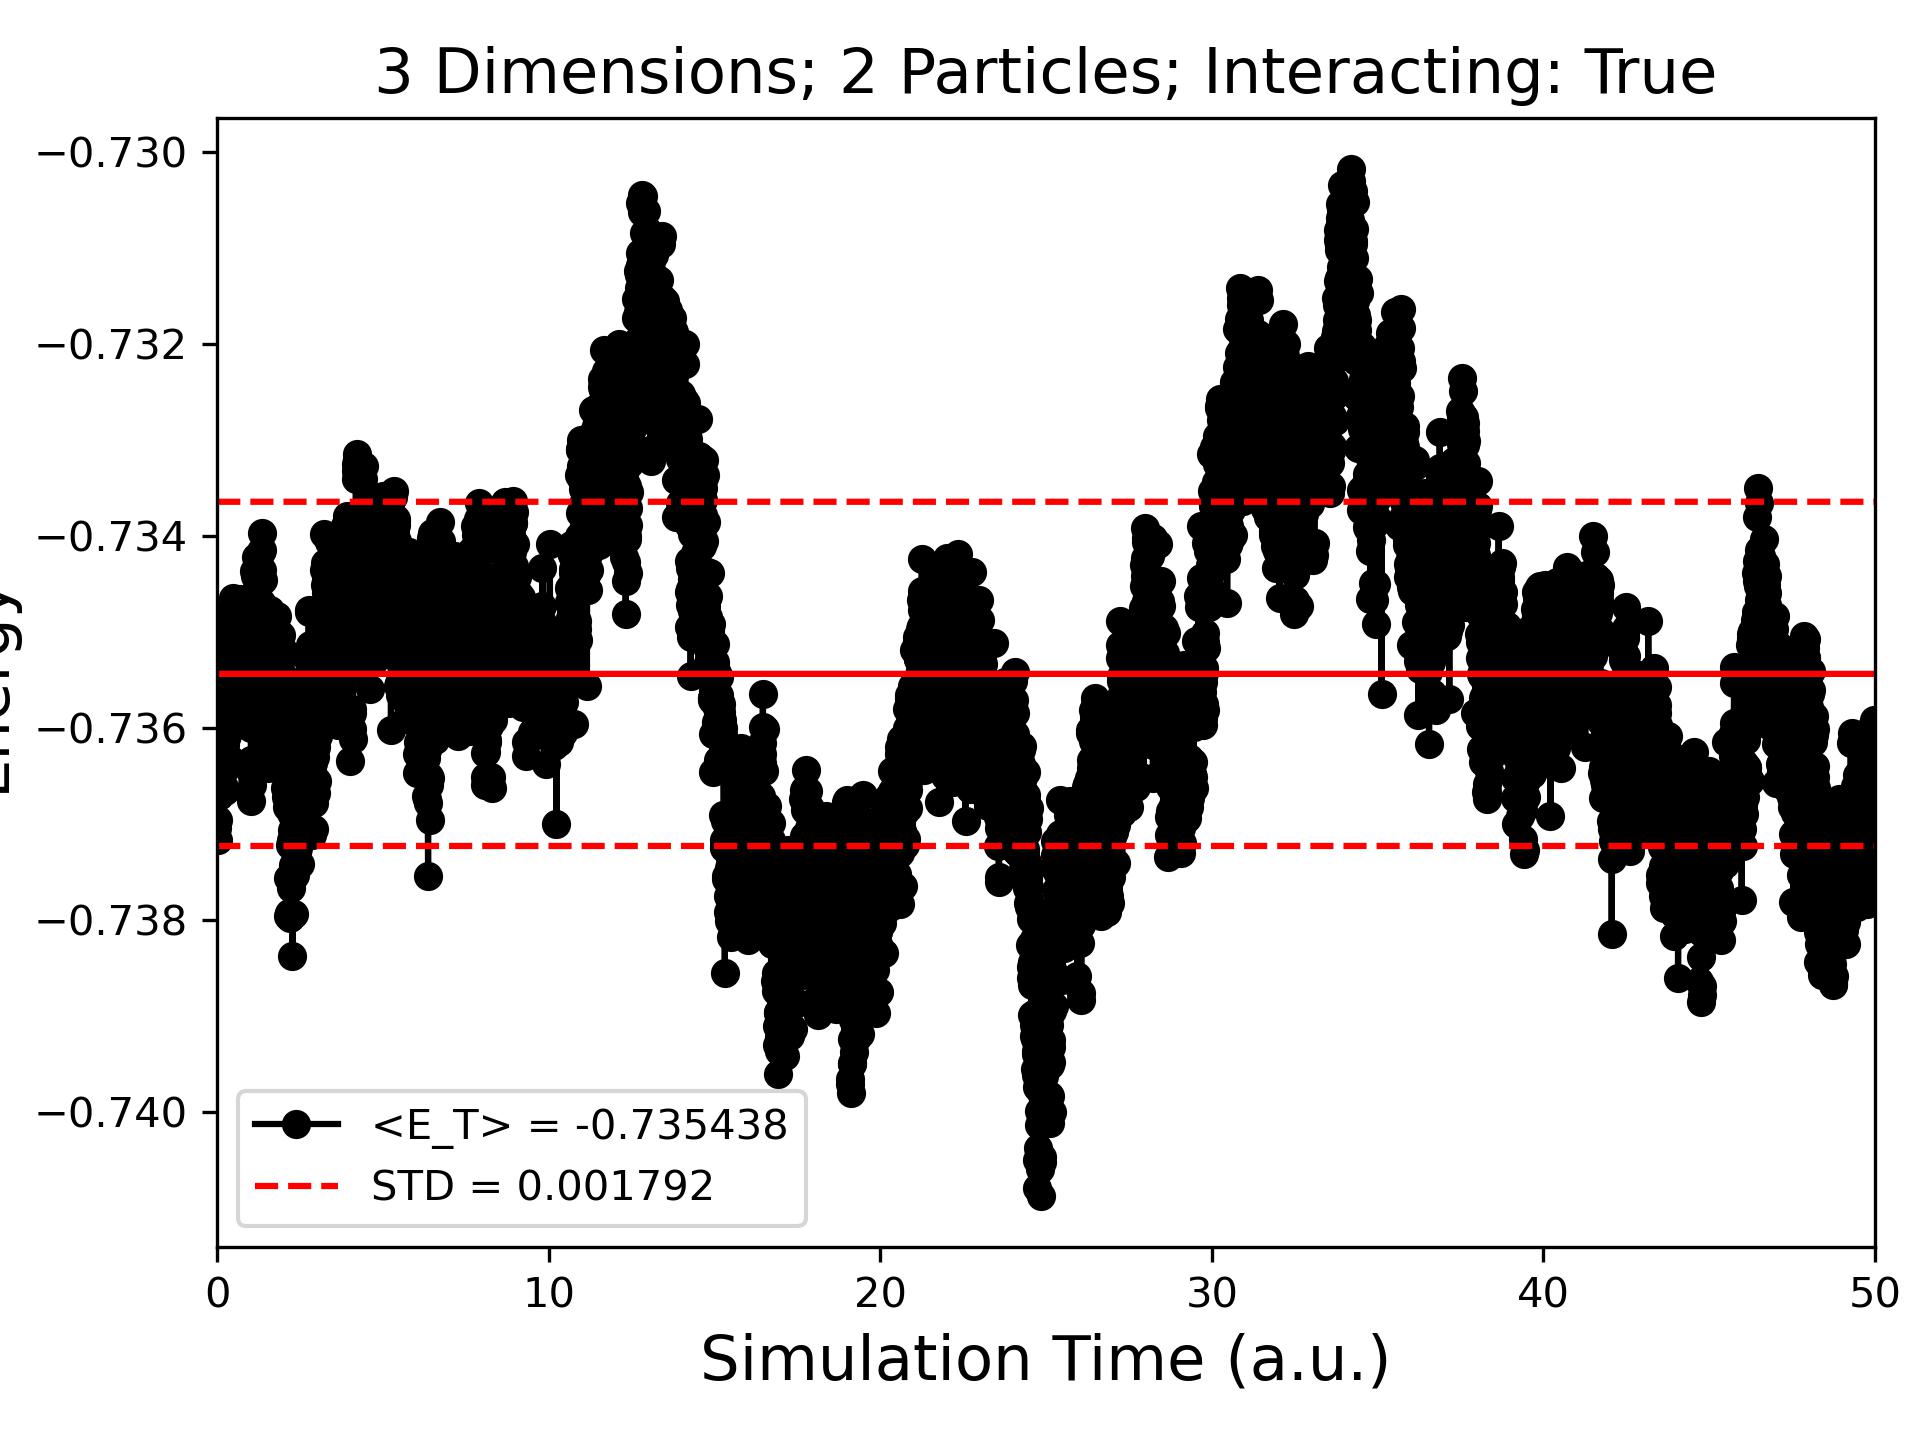 3 Dimensions; 2 Particles; Interacting: True
−0.730
−0.732
−0.734
−0.736
−0.738
−0.740
Energy
<E_T> = -0.735438
STD = 0.001792
0 10 20 30 40 50
Simulation Time (a.u.)